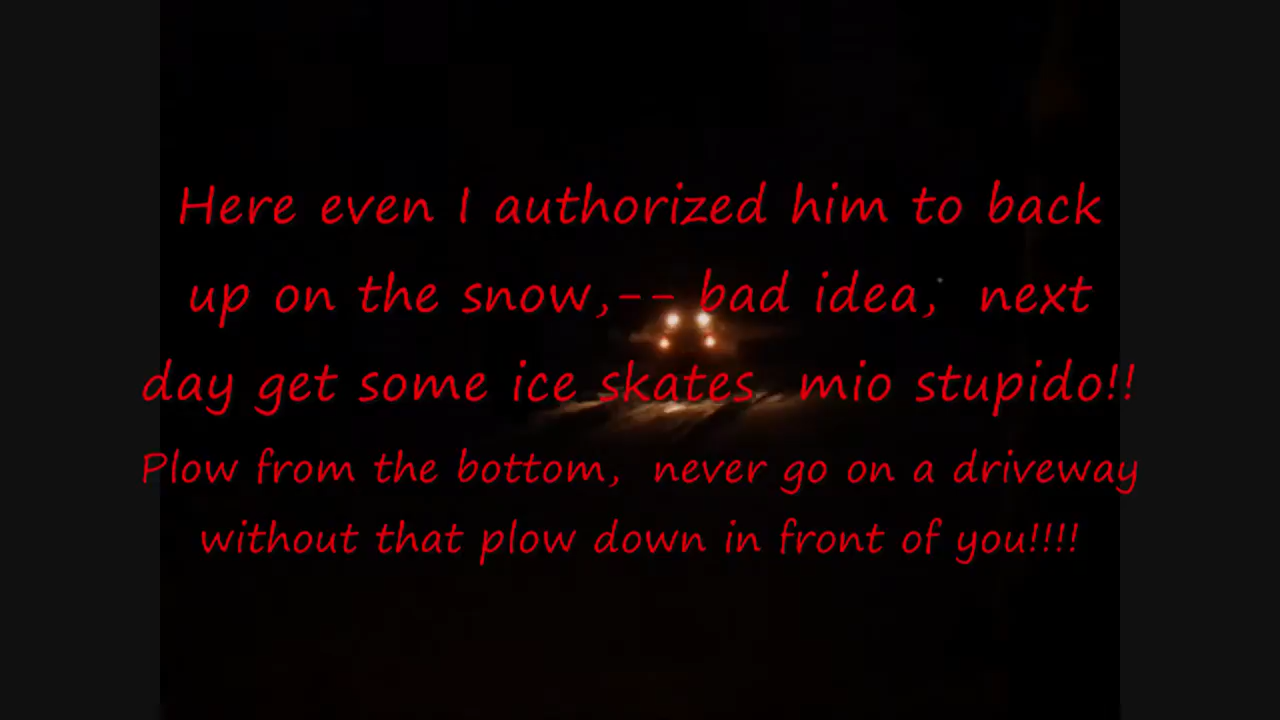 Here even I authorized him to back
up on the snow,-- bad idea, next
day get some ice skates, mio stupido!!
Plow from the bottom, never go on a driveway
without that plow down in front of you!!!!